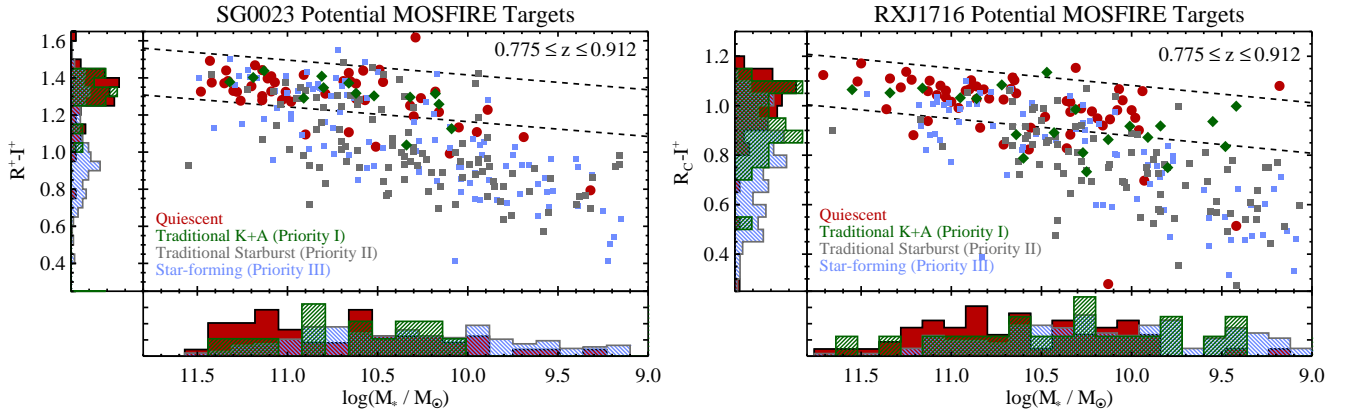 SG0023 Potential MOSFIRE Targets
0.775 ≤ z ≤ 0.912
R⁺-I⁺
1.6
1.4
1.2
1.0
0.8
0.6
0.4
Quiescent
Traditional K+A (Priority I)
Traditional Starburst (Priority II)
Star-forming (Priority III)
11.5 11.0 10.5 10.0 9.5 9.0
log(M* / M⊙)
RXJ1716 Potential MOSFIRE Targets
0.775 ≤ z ≤ 0.912
R_C-I⁺
1.2
1.0
0.8
0.6
0.4
Quiescent
Traditional K+A (Priority I)
Traditional Starburst (Priority II)
Star-forming (Priority III)
11.5 11.0 10.5 10.0 9.5 9.0
log(M* / M⊙)